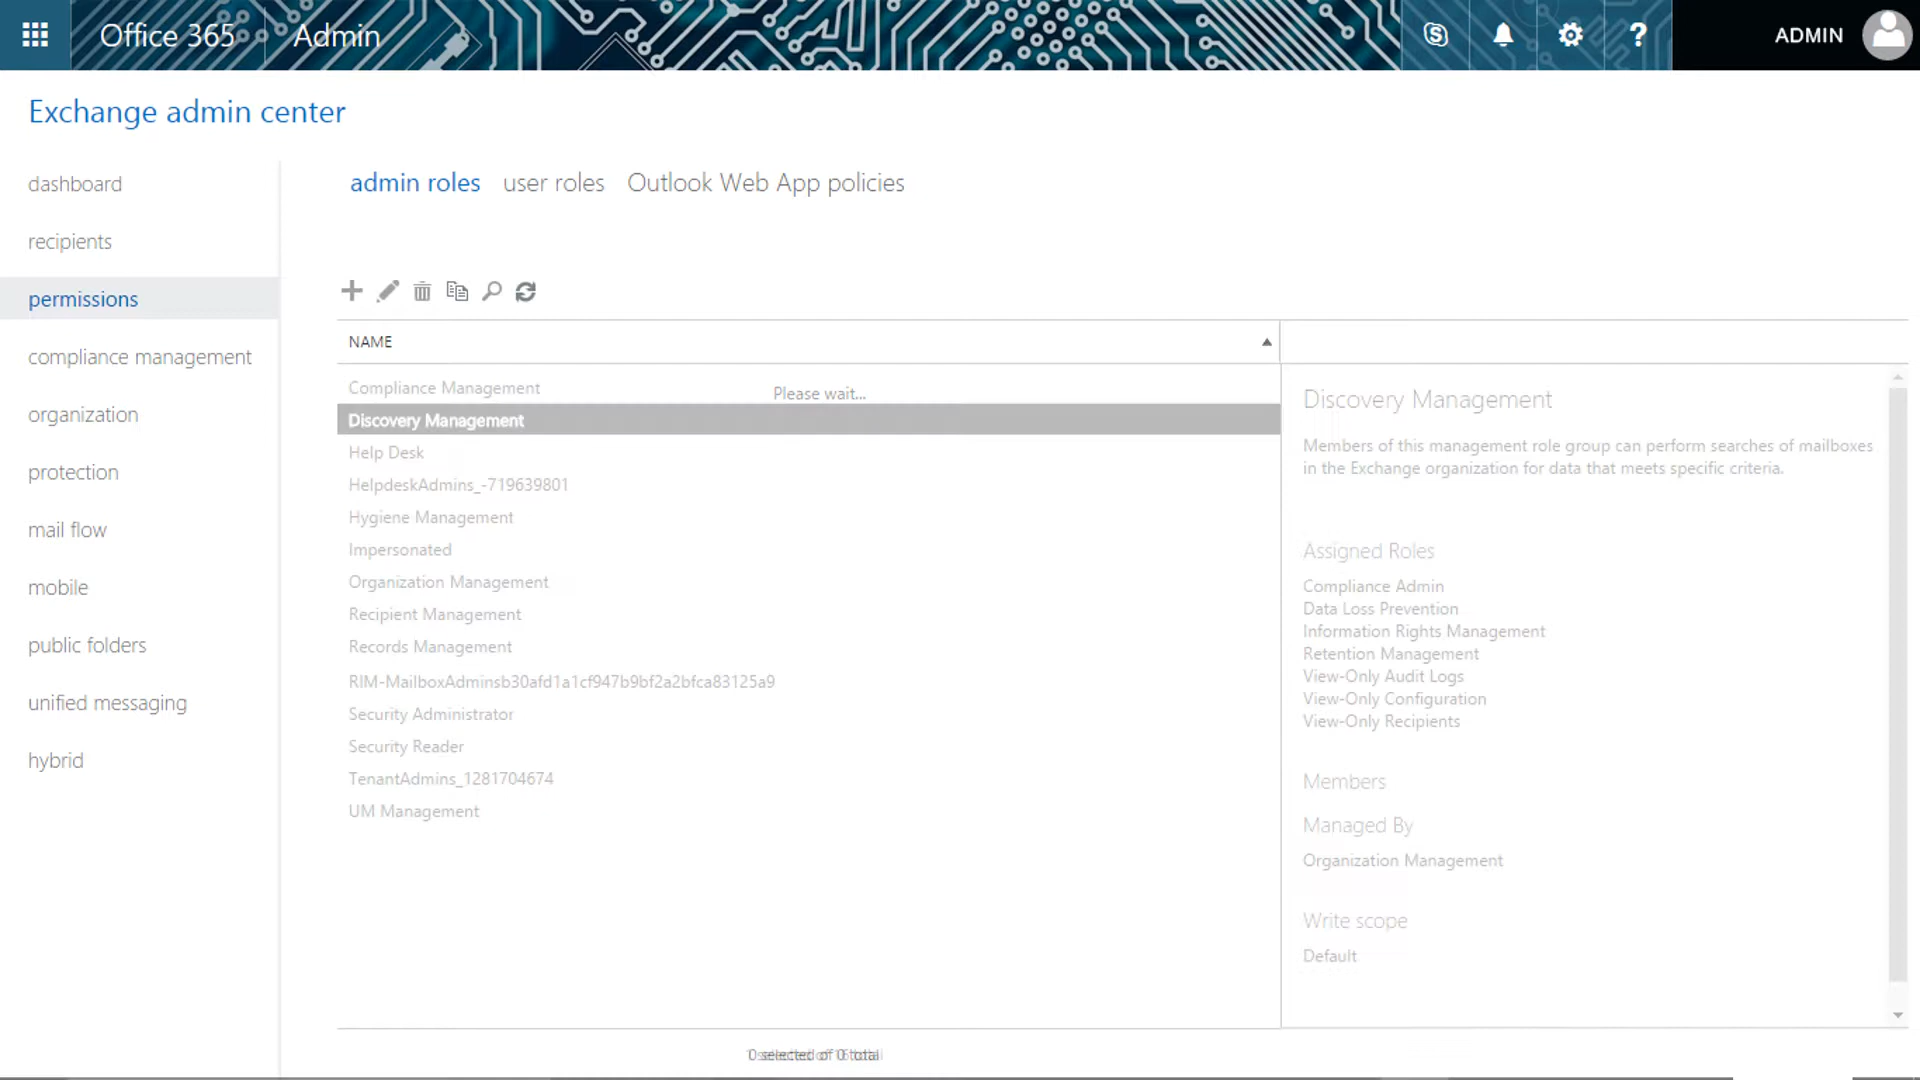 Office 365
Admin
ADMIN
Exchange admin center
dashboard
recipients
permissions
compliance management
organization
protection
mail flow
mobile
public folders
unified messaging
hybrid
admin roles
user roles
Outlook Web App policies
NAME
Please wait...
Compliance Management
Discovery Management
Help Desk
HelpdeskAdmins_-719639801
Hygiene Management
Impersonated
Organization Management
Recipient Management
Records Management
RIM-MailboxAdminsb30afd1a1cf947b9bf2a2bfca83125a9
Security Administrator
Security Reader
TenantAdmins_1281704674
UM Management
Discovery Management
Members of this management role group can perform searches of mailboxes
in the Exchange organization for data that meets specific criteria.
Assigned Roles
Compliance Admin
Data Loss Prevention
Information Rights Management
Retention Management
View-Only Audit Logs
View-Only Configuration
View-Only Recipients
Members
Managed By
Organization Management
Write scope
Default
0 selected of 0 total